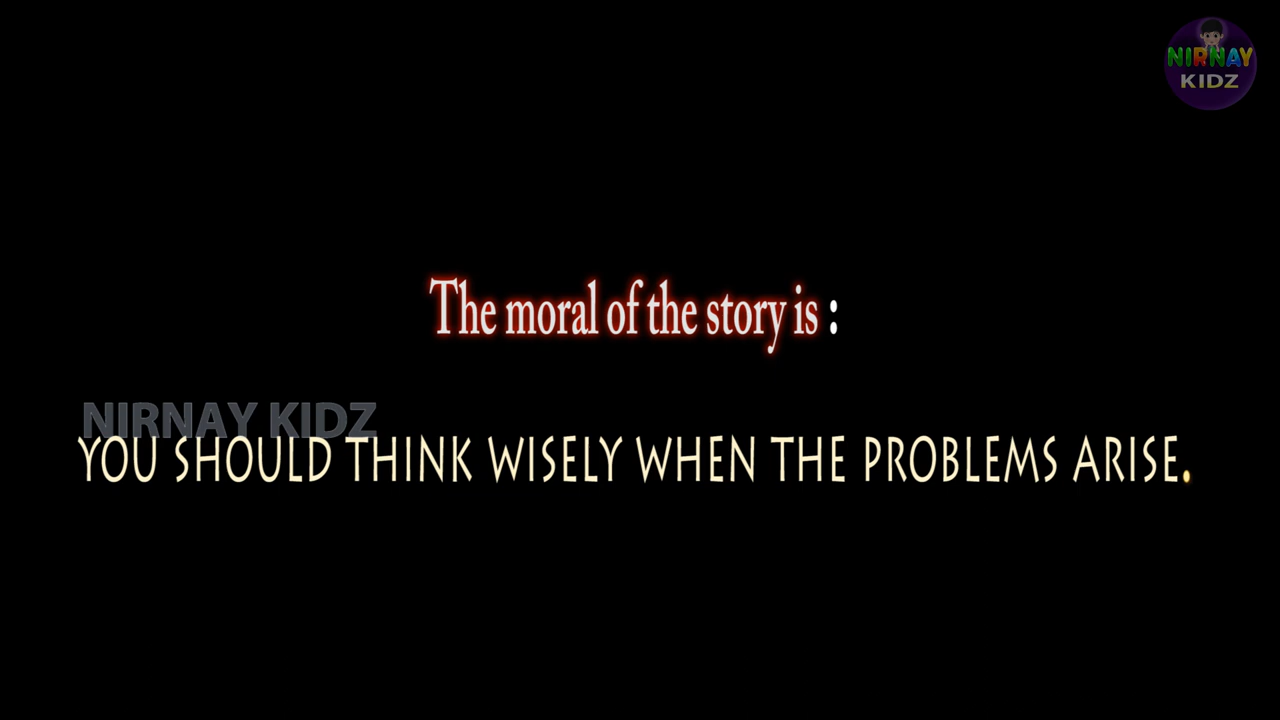 NIRNAY
KIDZ
The moral of the story is :
NIRNAY KIDZ
YOU SHOULD THINK WISELY WHEN THE PROBLEMS ARISE.